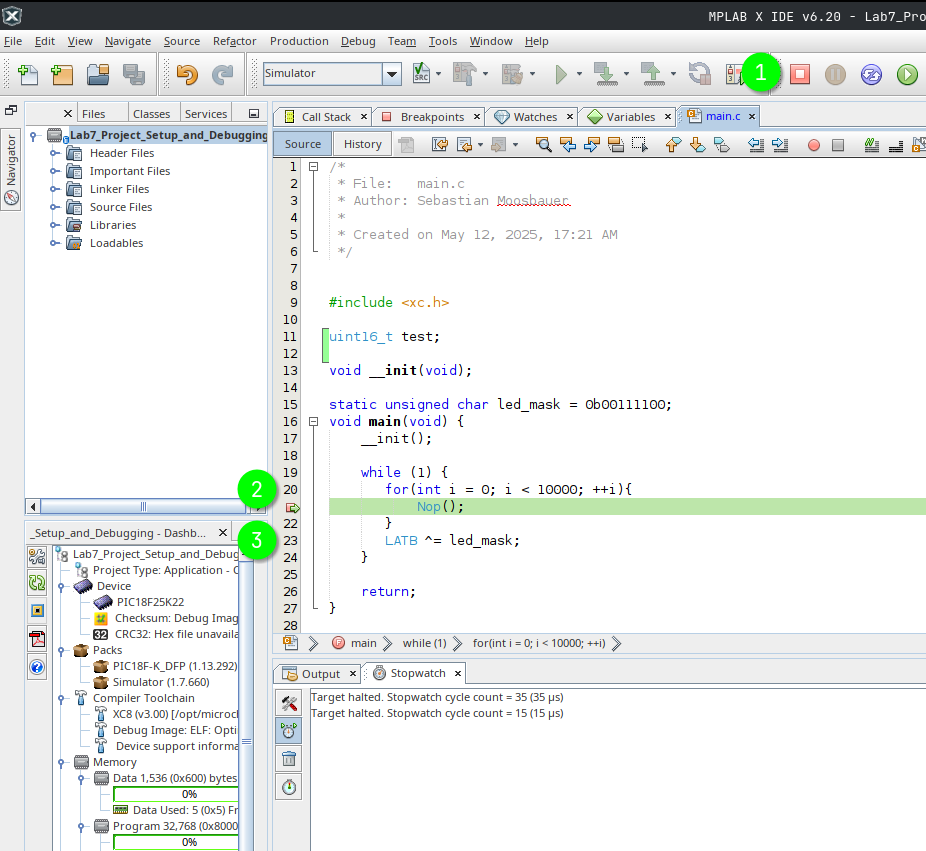 MPLAB X IDE v6.20 - Lab7_Pro
File Edit View Navigate Source Refactor Production Debug Team Tools Window Help
Simulator
SRC
1
Files Classes Services
Call Stack Breakpoints Watches Variables main.c
Navigator
Lab7_Project_Setup_and_Debugging
Header Files
Important Files
Linker Files
Source Files
Libraries
Loadables
Source History
1 /*
2 * File: main.c
3 * Author: Sebastian Moosbauer
4 *
5 * Created on May 12, 2025, 17:21 AM
6 */
7
8
9 #include <xc.h>
10
11 uint16_t test;
12
13 void __init(void);
14
15 static unsigned char led_mask = 0b00111100;
16 void main(void) {
17 __init();
18
19 while (1) {
20 for(int i = 0; i < 10000; ++i){
Nop();
22 }
23 LATB ^= led_mask;
24 }
25
26 return;
27 }
28
2
3
main while (1) for(int i = 0; i < 10000; ++i)
_Setup_and_Debugging - Dashb...
Lab7_Project_Setup_and_Debug
Project Type: Application - C
Device
PIC18F25K22
Checksum: Debug Imag
32 CRC32: Hex file unavaila
Packs
PIC18F-K_DFP (1.13.292)
Simulator (1.7.660)
Compiler Toolchain
XC8 (v3.00) [/opt/microcl
Debug Image: ELF: Opti
Device support informa
Memory
Data 1,536 (0x600) bytes
0%
Data Used: 5 (0x5) Fr
Program 32,768 (0x8000
0%
Output Stopwatch
Target halted. Stopwatch cycle count = 35 (35 µs)
Target halted. Stopwatch cycle count = 15 (15 µs)